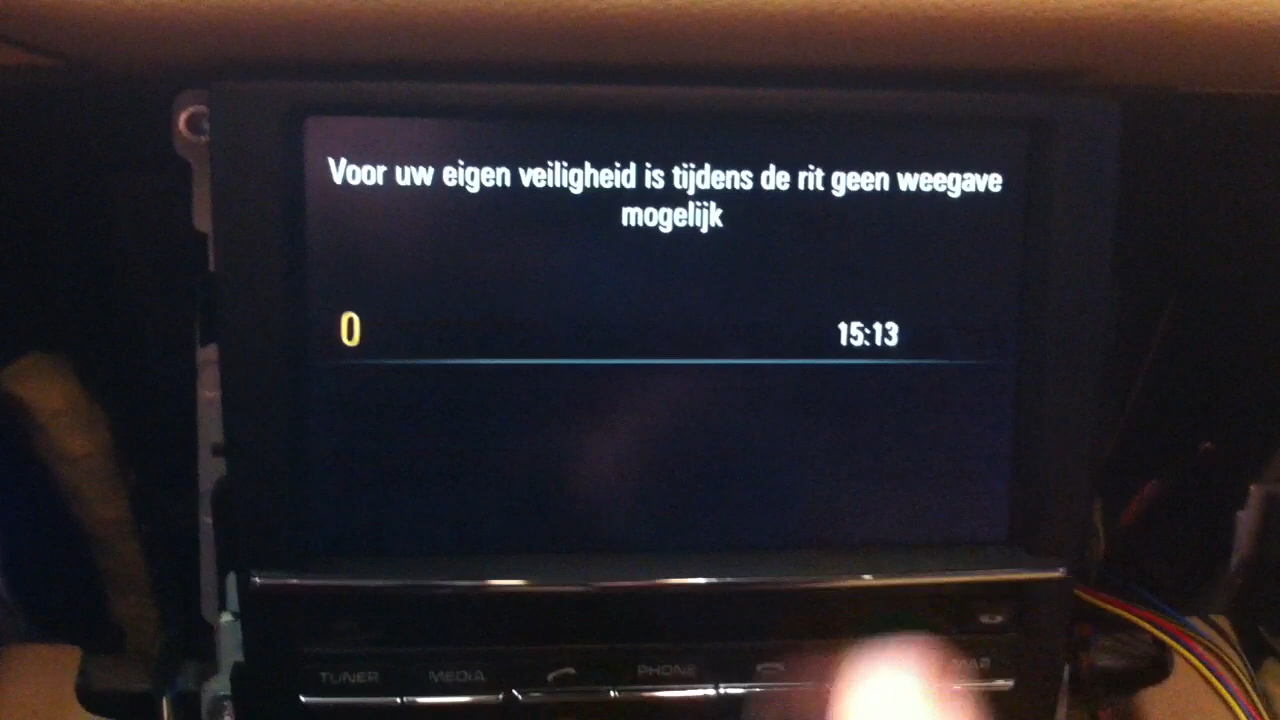 Voor uw eigen veiligheid is tijdens de rit geen weegave
mogelijk
0 15:13
TUNER MEDIA PHONE